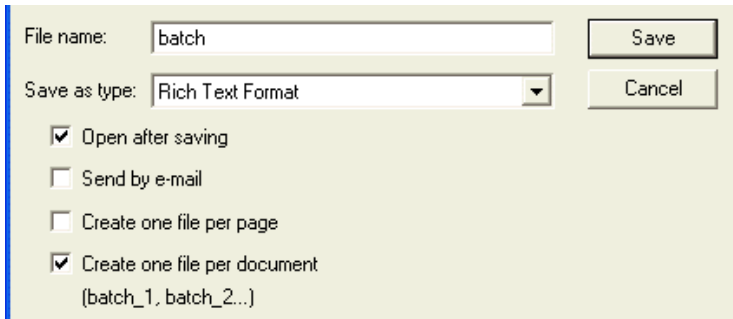 File name: batch Save
Save as type: Rich Text Format Cancel
Open after saving
Send by e-mail
Create one file per page
Create one file per document
(batch_1, batch_2...)